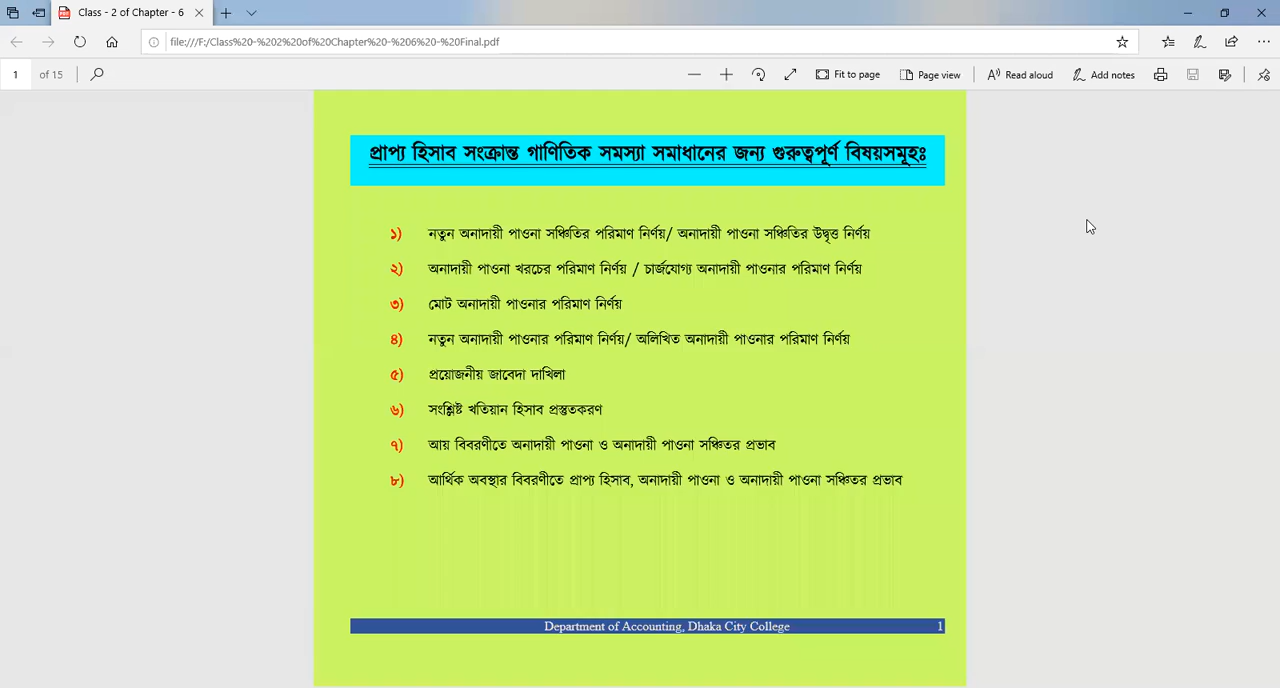 Class - 2 of Chapter - 6
file:///F:/Class%20-%202%20of%20Chapter%20-%206%20-%20Final.pdf
1 of 15 Fit to page Page view Read aloud Add notes
প্রাপ্য হিসাব সংক্রান্ত গাণিতিক সমস্যা সমাধানের জন্য গুরুত্বপূর্ণ বিষয়সমূহঃ
১) নতুন অনাদায়ী পাওনা সঞ্চিতির পরিমাণ নির্ণয়/ অনাদায়ী পাওনা সঞ্চিতির উদ্বৃত্ত নির্ণয়
২) অনাদায়ী পাওনা খরচের পরিমাণ নির্ণয় / চার্জযোগ্য অনাদায়ী পাওনার পরিমাণ নির্ণয়
৩) মোট অনাদায়ী পাওনার পরিমাণ নির্ণয়
৪) নতুন অনাদায়ী পাওনার পরিমাণ নির্ণয়/ অলিখিত অনাদায়ী পাওনার পরিমাণ নির্ণয়
৫) প্রয়োজনীয় জাবেদা দাখিলা
৬) সংশ্লিষ্ট খতিয়ান হিসাব প্রস্তুতকরণ
৭) আয় বিবরণীতে অনাদায়ী পাওনা ও অনাদায়ী পাওনা সঞ্চিতর প্রভাব
৮) আর্থিক অবস্থার বিবরণীতে প্রাপ্য হিসাব, অনাদায়ী পাওনা ও অনাদায়ী পাওনা সঞ্চিতর প্রভাব
Department of Accounting, Dhaka City College 1